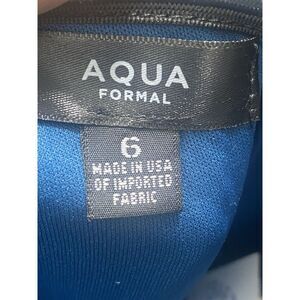 AQUA
FORMAL
6
MADE IN USA
OF IMPORTED
FABRIC